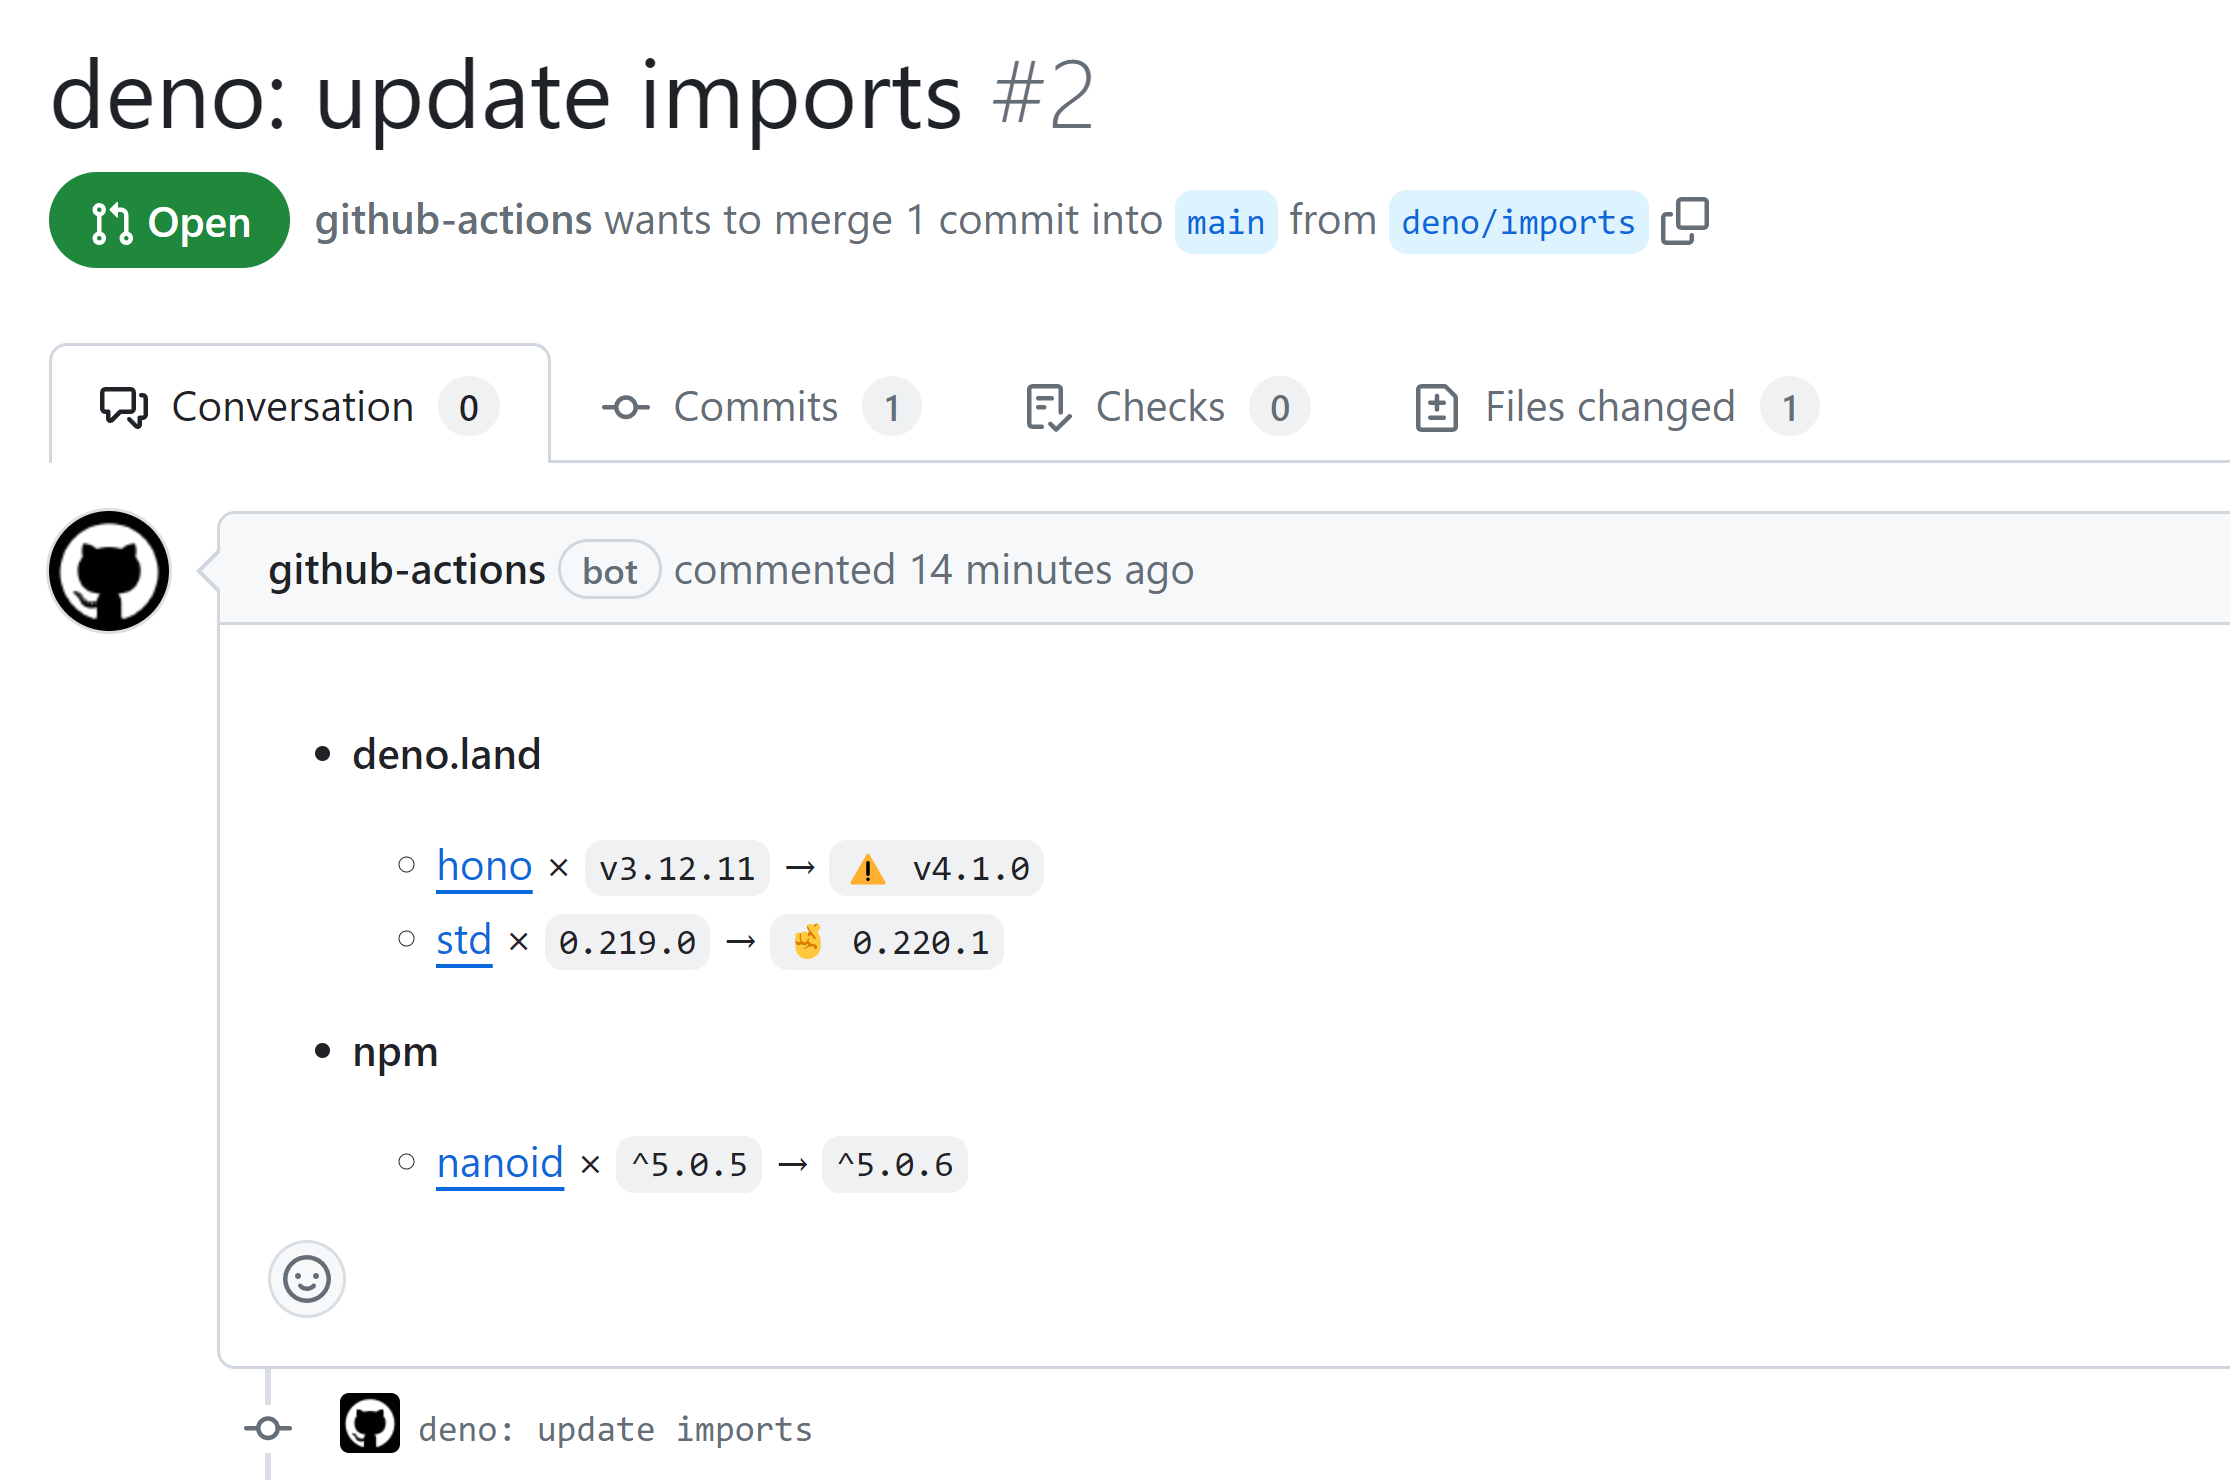 deno: update imports #2
Open github-actions wants to merge 1 commit into main from deno/imports
Conversation 0 Commits 1 Checks 0 Files changed 1
github-actions bot commented 14 minutes ago
• deno.land
○ hono × v3.12.11 → ⚠️ v4.1.0
○ std × 0.219.0 → 🤞 0.220.1
• npm
○ nanoid × ^5.0.5 → ^5.0.6
deno: update imports